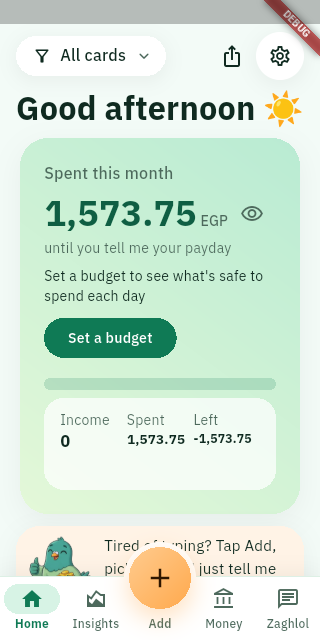 DEBUG
All cards
Good afternoon ☀️
Spent this month
1,573.75 EGP
until you tell me your payday
Set a budget to see what's safe to
spend each day
Set a budget
Income Spent Left
0 1,573.75 -1,573.75
Tired of typing? Tap Add,
just tell me
Home Insights Add Money Zaghlol